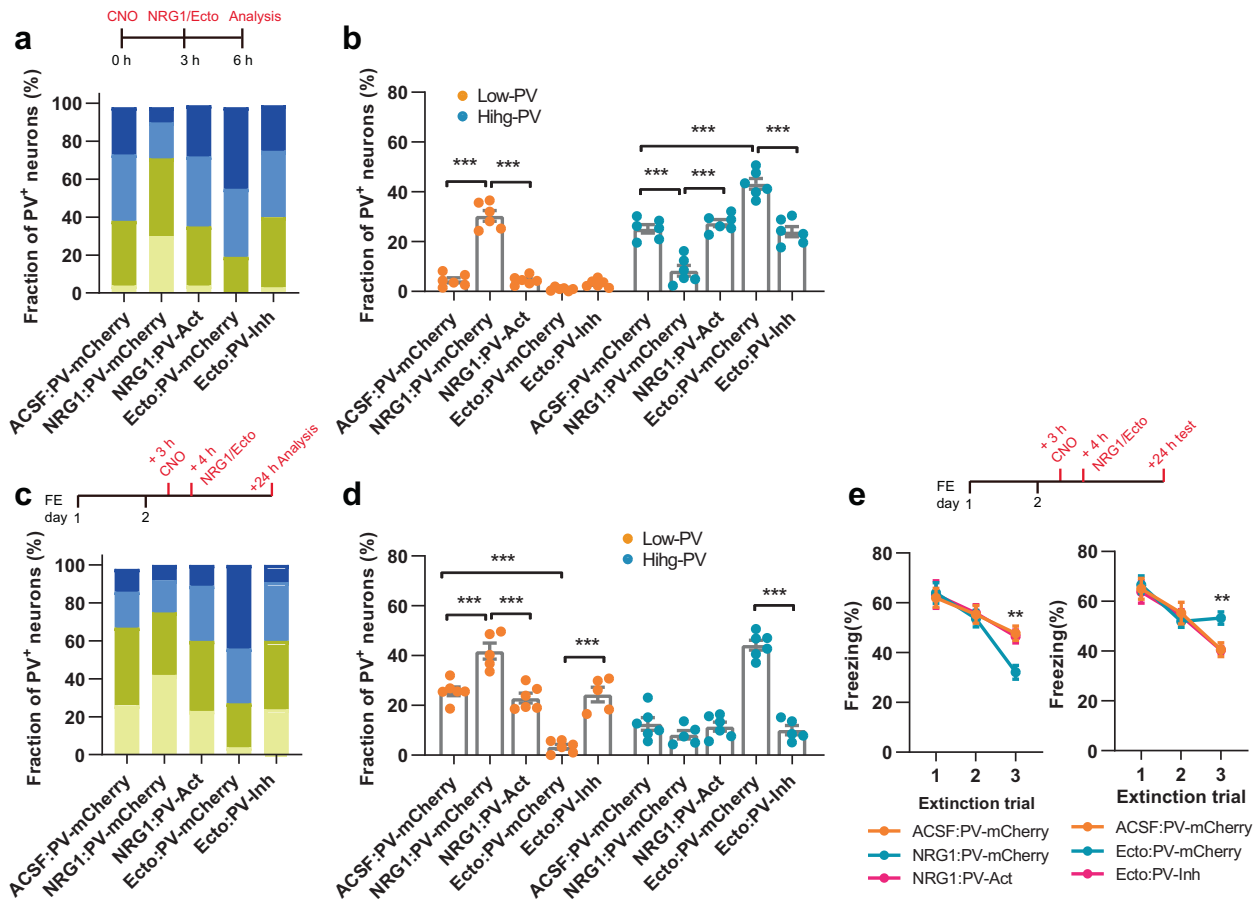 a
CNO NRG1/Ecto Analysis
0 h 3 h 6 h
Fraction of PV+ neurons (%)
100
80
60
40
20
0
ACSF:PV-mCherry
NRG1:PV-mCherry
NRG1:PV-Act
Ecto:PV-mCherry
Ecto:PV-Inh
b
Fraction of PV+ neurons (%)
80
60
40
20
0
Low-PV
Hihg-PV
*** *** *** *** *** ***
ACSF:PV-mCherry
NRG1:PV-mCherry
NRG1:PV-Act
Ecto:PV-mCherry
Ecto:PV-Inh
ACSF:PV-mCherry
NRG1:PV-mCherry
NRG1:PV-Act
Ecto:PV-mCherry
Ecto:PV-Inh
c
FE
day 1 2
+ 3 h
CNO
+ 4 h
NRG1/Ecto
+24 h Analysis
Fraction of PV+ neurons (%)
100
80
60
40
20
0
ACSF:PV-mCherry
NRG1:PV-mCherry
NRG1:PV-Act
Ecto:PV-mCherry
Ecto:PV-Inh
d
Fraction of PV+ neurons (%)
80
60
40
20
0
Low-PV
Hihg-PV
*** *** *** *** ***
ACSF:PV-mCherry
NRG1:PV-mCherry
NRG1:PV-Act
Ecto:PV-mCherry
Ecto:PV-Inh
ACSF:PV-mCherry
NRG1:PV-mCherry
NRG1:PV-Act
Ecto:PV-mCherry
Ecto:PV-Inh
e
FE
day 1 2
+ 3 h
CNO
+ 4 h
NRG1/Ecto
+24 h test
Freezing(%)
80
60
40
20
0
**
1 2 3
Extinction trial
ACSF:PV-mCherry
NRG1:PV-mCherry
NRG1:PV-Act
Freezing(%)
80
60
40
20
0
**
1 2 3
Extinction trial
ACSF:PV-mCherry
Ecto:PV-mCherry
Ecto:PV-Inh